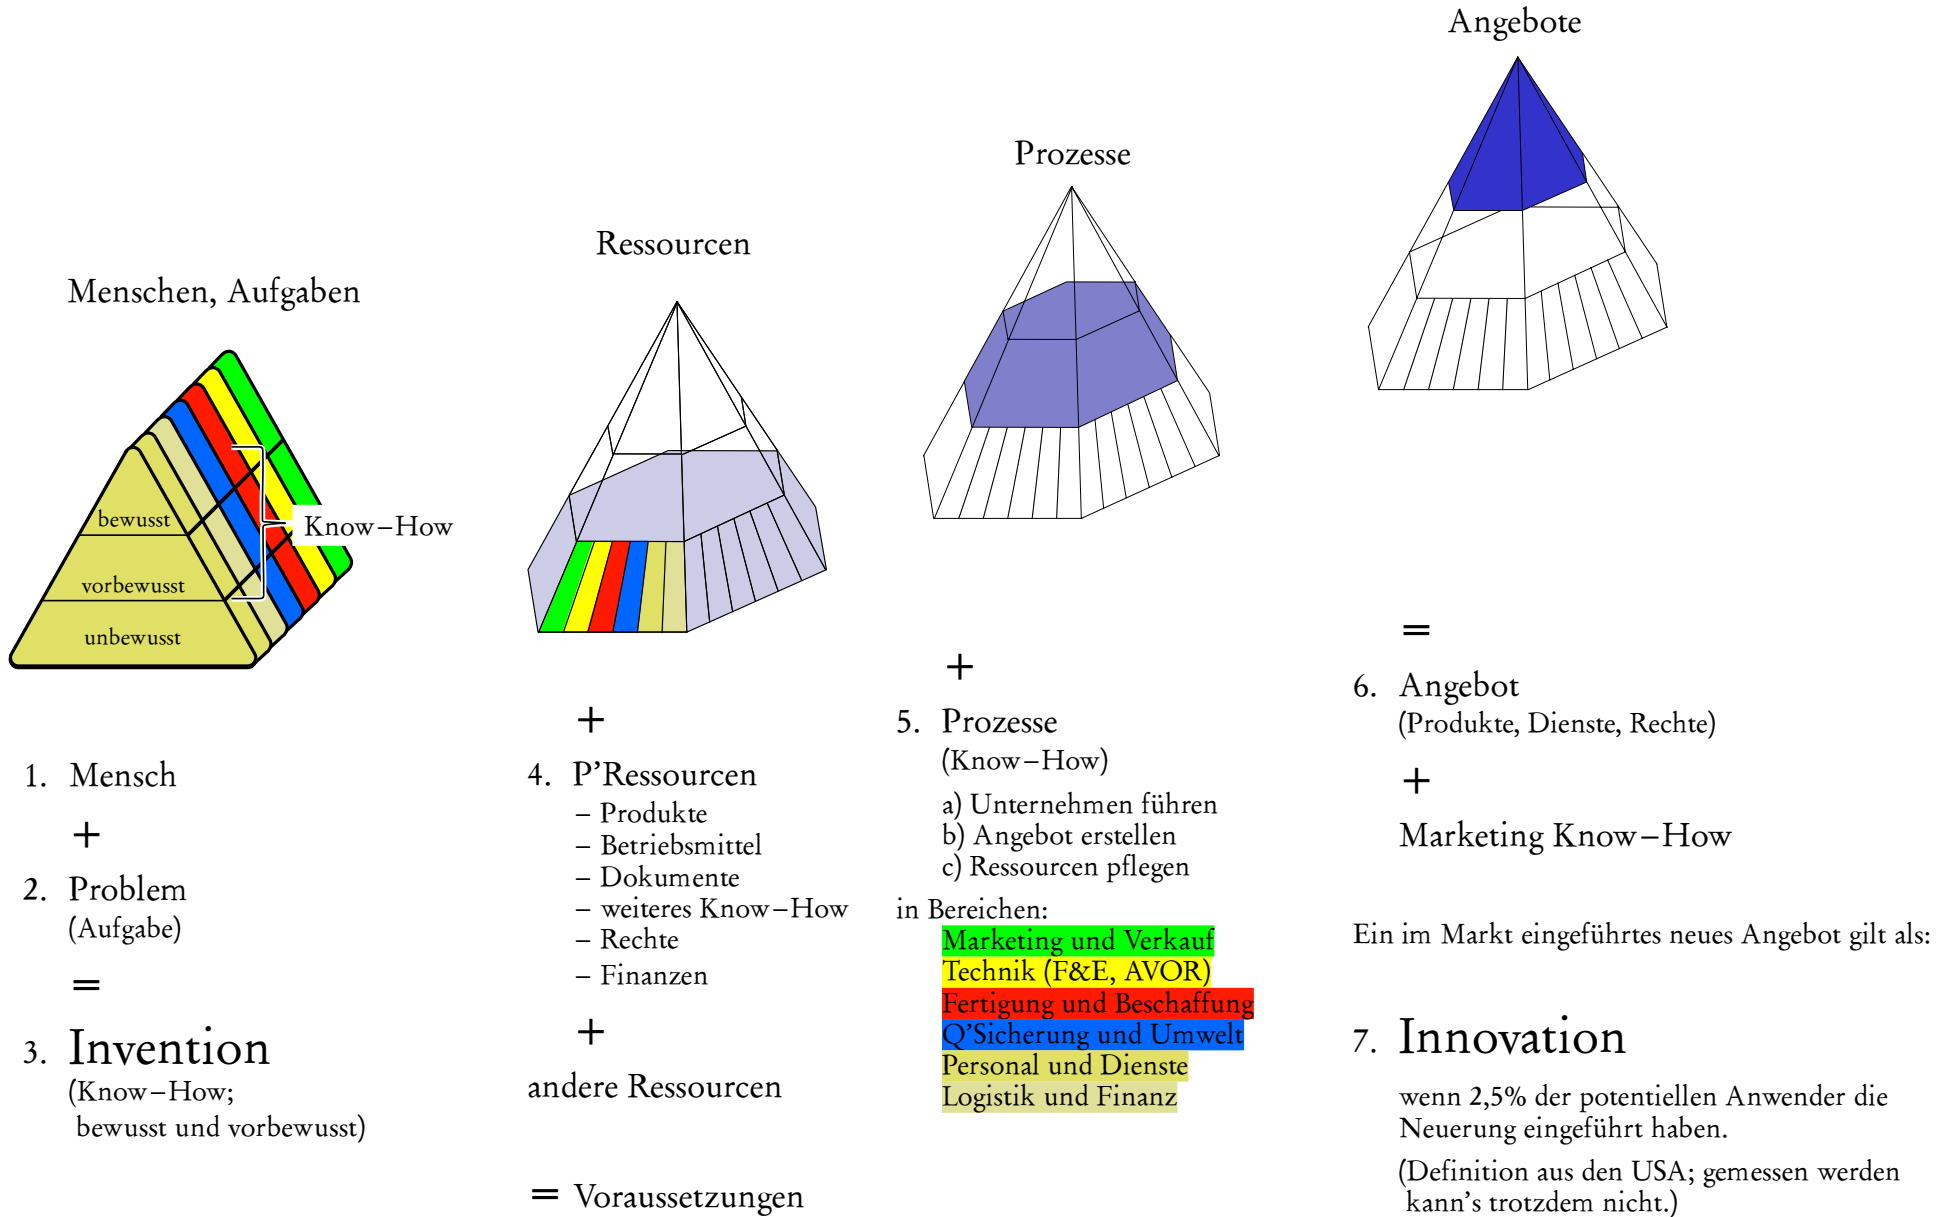 Menschen, Aufgaben
bewusst
vorbewusst
unbewusst
Know–How
1. Mensch
+
2. Problem
(Aufgabe)
=
3. Invention
(Know–How;
bewusst und vorbewusst)
Ressourcen
+
4. P’Ressourcen
– Produkte
– Betriebsmittel
– Dokumente
– weiteres Know–How
– Rechte
– Finanzen
+
andere Ressourcen
= Voraussetzungen
Prozesse
+
5. Prozesse
(Know–How)
a) Unternehmen führen
b) Angebot erstellen
c) Ressourcen pflegen
in Bereichen:
Marketing und Verkauf
Technik (F&E, AVOR)
Fertigung und Beschaffung
Q’Sicherung und Umwelt
Personal und Dienste
Logistik und Finanz
Angebote
=
6. Angebot
(Produkte, Dienste, Rechte)
+
Marketing Know–How
Ein im Markt eingeführtes neues Angebot gilt als:
7. Innovation
wenn 2,5% der potentiellen Anwender die
Neuerung eingeführt haben.
(Definition aus den USA; gemessen werden
kann’s trotzdem nicht.)